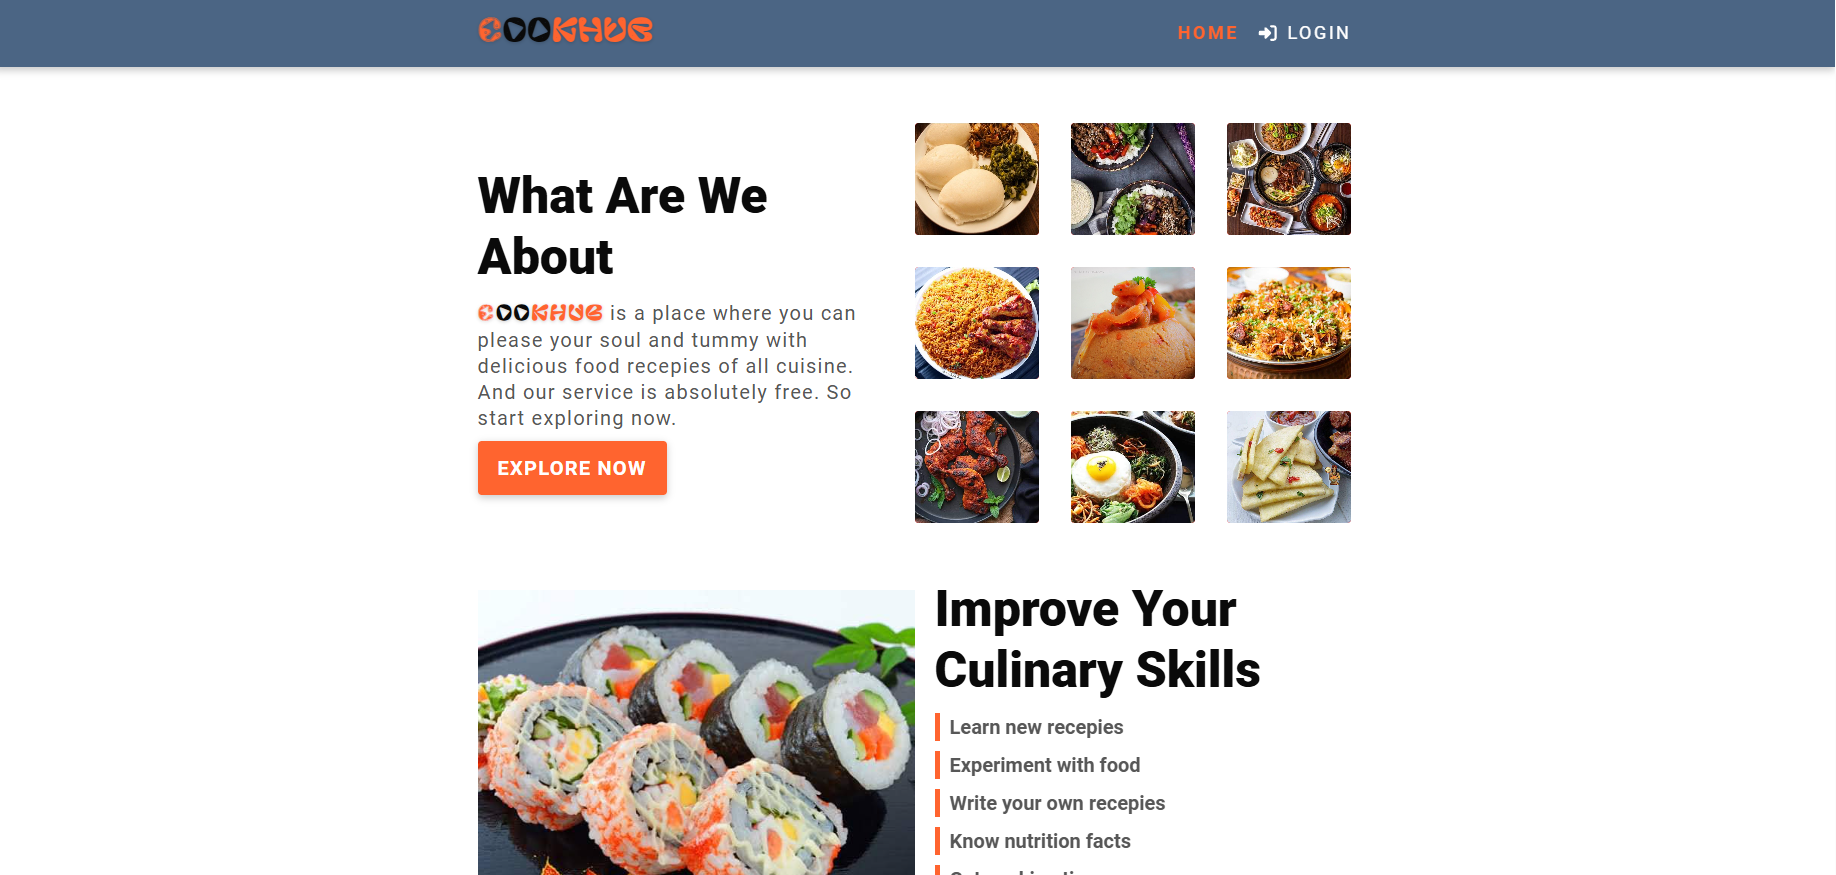 COOKHUB
HOME
LOGIN
What Are We
About
COOKHUB is a place where you can
please your soul and tummy with
delicious food recepies of all cuisine.
And our service is absolutely free. So
start exploring now.
EXPLORE NOW
Improve Your
Culinary Skills
Learn new recepies
Experiment with food
Write your own recepies
Know nutrition facts